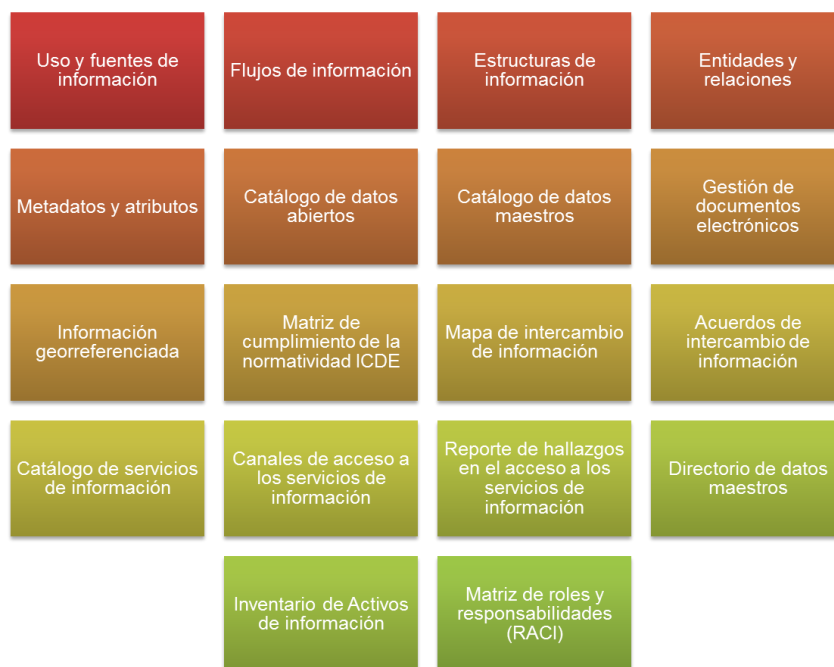 Uso y fuentes de
información
Flujos de información
Estructuras de
información
Entidades y
relaciones
Metadatos y atributos
Catálogo de datos
abiertos
Catálogo de datos
maestros
Gestión de
documentos
electrónicos
Información
georreferenciada
Matriz de
cumplimiento de la
normatividad ICDE
Mapa de intercambio
de información
Acuerdos de
intercambio de
información
Catálogo de servicios
de información
Canales de acceso a
los servicios de
información
Reporte de hallazgos
en el acceso a los
servicios de
información
Directorio de datos
maestros
Inventario de Activos
de información
Matriz de roles y
responsabilidades
(RACI)